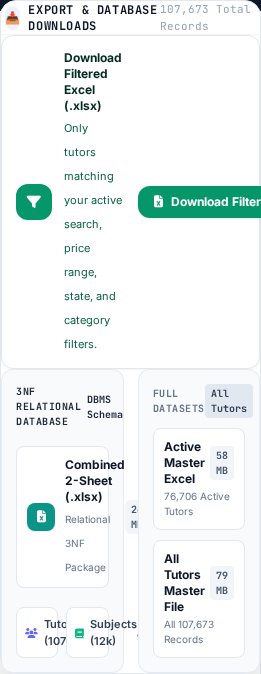 EXPORT & DATABASE
DOWNLOADS
107,673 Total
Records
Download
Filtered
Excel
(.xlsx)
Only
tutors
matching
your active
search,
price
range,
state, and
category
filters.
Download Filter
3NF
RELATIONAL
DATABASE
DBMS
Schema
Combined
2-Sheet
(.xlsx)
Relational
3NF
Package
Tuto
(107
Subjects
(12k)
FULL
DATASETS
All
Tutors
Active
Master
Excel
58
MB
76,706 Active
Tutors
All
Tutors
Master
File
79
MB
All 107,673
Records